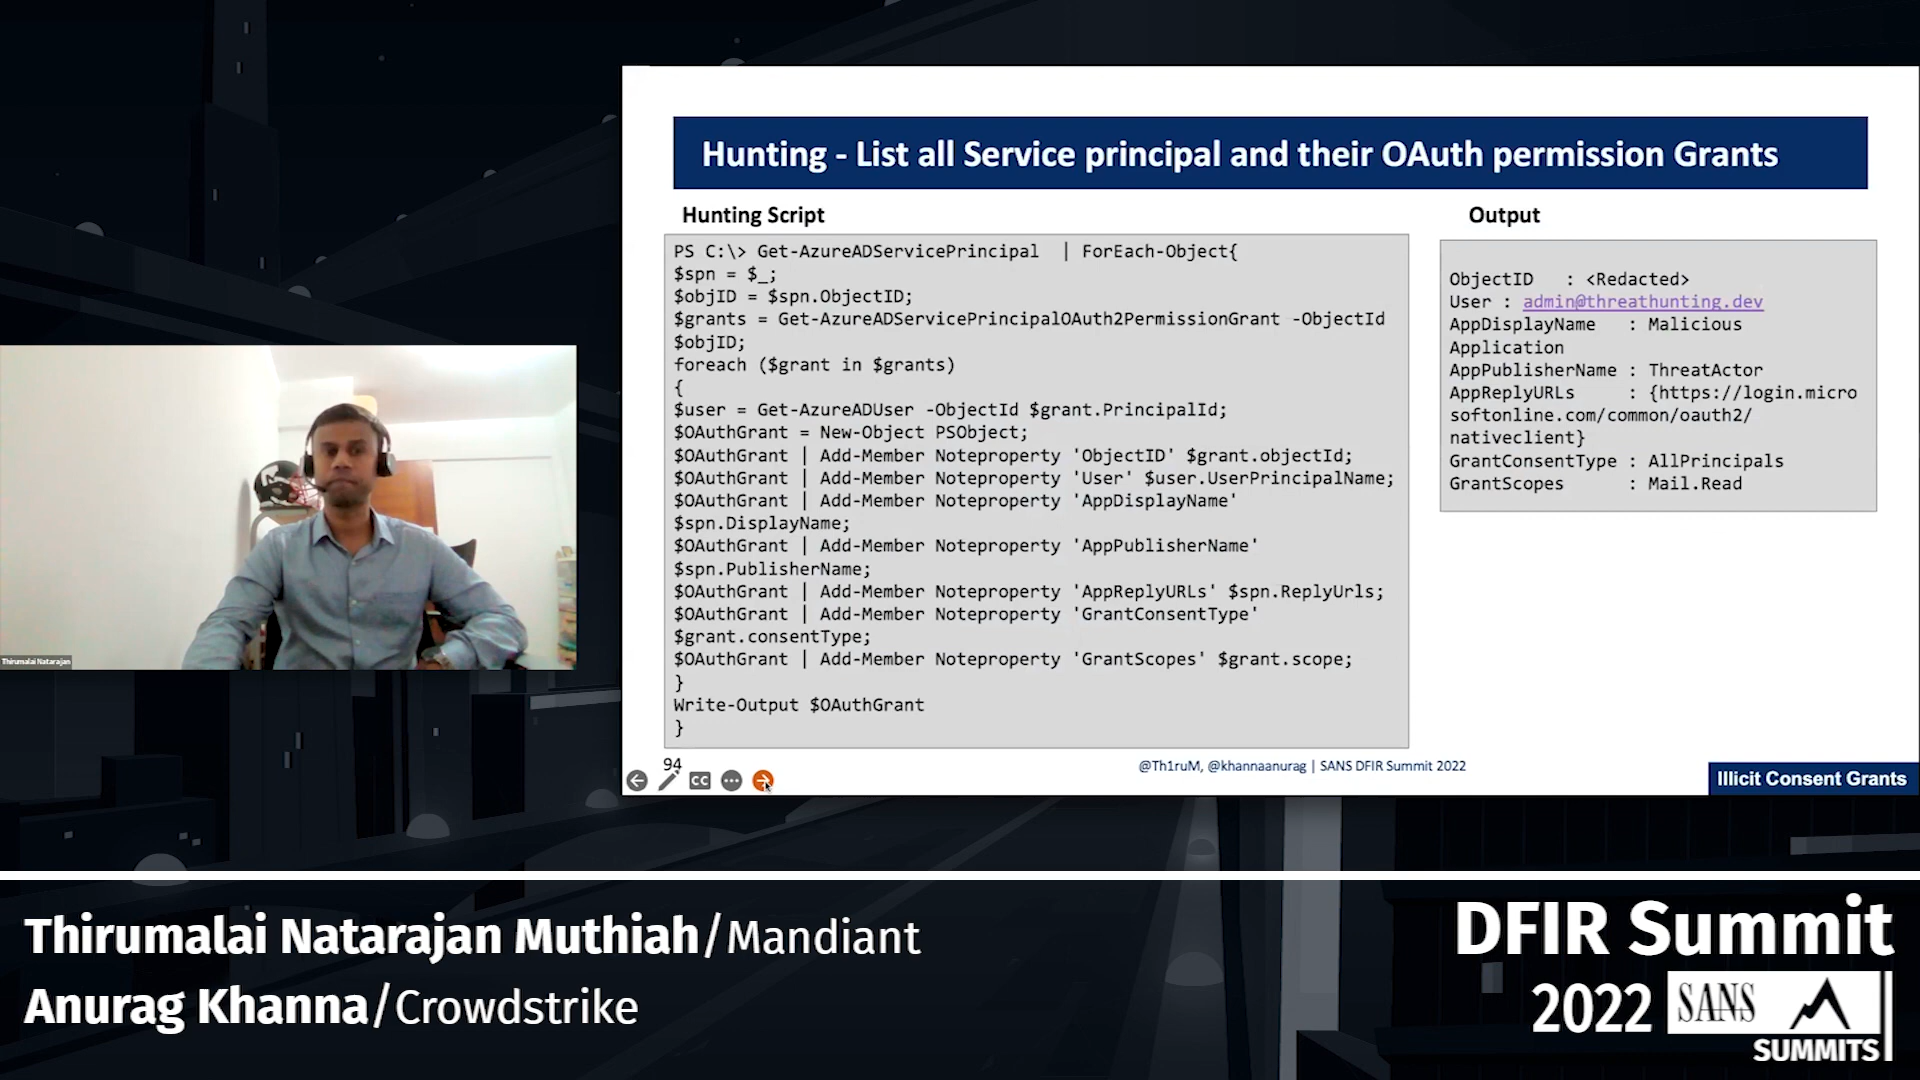 Hunting - List all Service principal and their OAuth permission Grants
Hunting Script
PS C:\> Get-AzureADServicePrincipal | ForEach-Object{
$spn = $_;
$objID = $spn.ObjectID;
$grants = Get-AzureADServicePrincipalOAuth2PermissionGrant -ObjectId
$objID;
foreach ($grant in $grants)
{
$user = Get-AzureADUser -ObjectId $grant.PrincipalId;
$OAuthGrant = New-Object PSObject;
$OAuthGrant | Add-Member Noteproperty 'ObjectID' $grant.objectId;
$OAuthGrant | Add-Member Noteproperty 'User' $user.UserPrincipalName;
$OAuthGrant | Add-Member Noteproperty 'AppDisplayName'
$spn.DisplayName;
$OAuthGrant | Add-Member Noteproperty 'AppPublisherName'
$spn.PublisherName;
$OAuthGrant | Add-Member Noteproperty 'AppReplyURLs' $spn.ReplyUrls;
$OAuthGrant | Add-Member Noteproperty 'GrantConsentType'
$grant.consentType;
$OAuthGrant | Add-Member Noteproperty 'GrantScopes' $grant.scope;
}
Write-Output $OAuthGrant
}
Output
ObjectID : <Redacted>
User : admin@threathunting.dev
AppDisplayName : Malicious
Application
AppPublisherName : ThreatActor
AppReplyURLs : {https://login.micro
softonline.com/common/oauth2/
nativeclient}
GrantConsentType : AllPrincipals
GrantScopes : Mail.Read
94
CC
@Th1ruM, @khannaanurag | SANS DFIR Summit 2022
Illicit Consent Grants
Thirumalai Natarajan
Thirumalai Natarajan Muthiah/Mandiant
Anurag Khanna/Crowdstrike
DFIR Summit
2022 SANS
SUMMITS